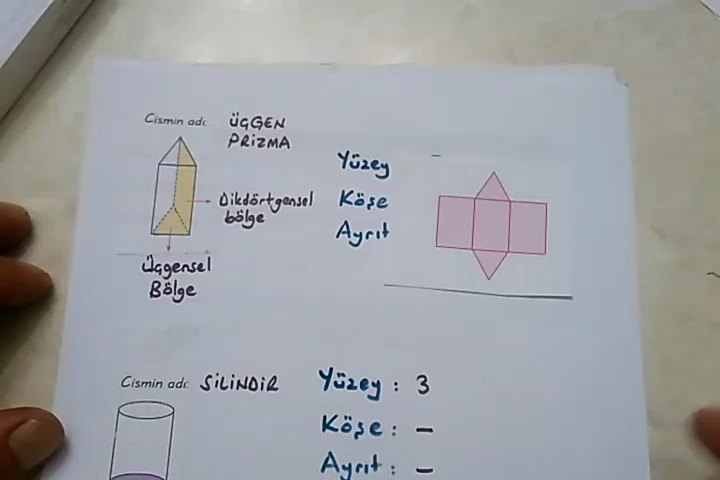 Cismin adı: ÜÇGEN
PRİZMA
Yüzey
Köşe
Ayrıt
Dikdörtgensel
bölge
Üçgensel
Bölge
Cismin adı: SİLİNDİR
Yüzey : 3
Köşe : -
Ayrıt : -